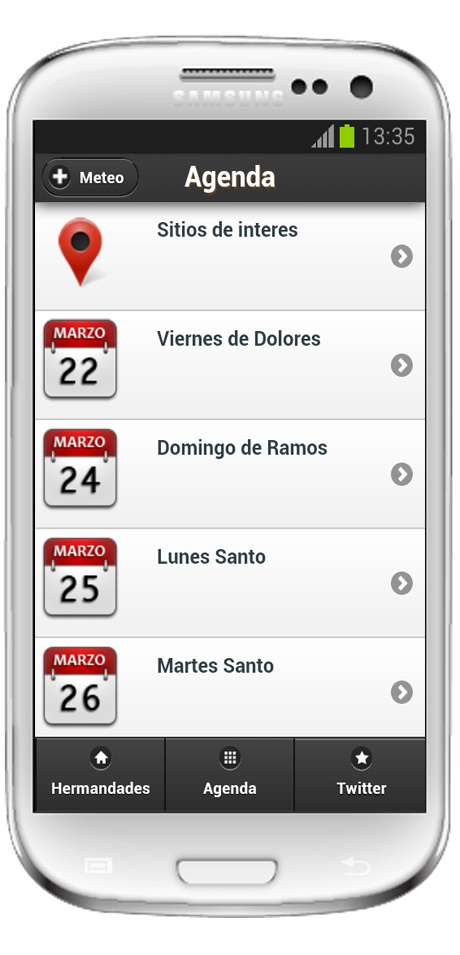 SAMSUNG
13:35
Meteo
Agenda
Sitios de interes
MARZO
22
Viernes de Dolores
MARZO
24
Domingo de Ramos
MARZO
25
Lunes Santo
MARZO
26
Martes Santo
Hermandades
Agenda
Twitter